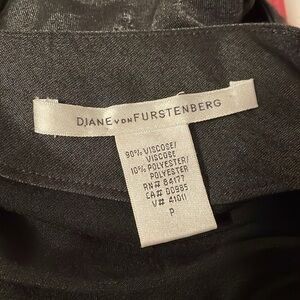 DIANE VON FURSTENBERG
90% VISCOSE/
VISCOSE
10% POLYESTER/
POLYESTER
RN# 84177
CA# 00985
V# 41011
P